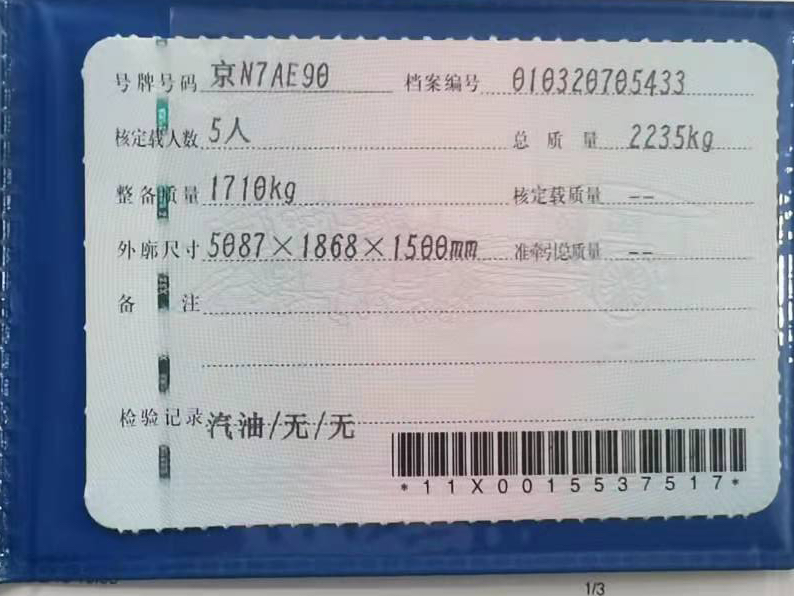 号牌号码 京N7AE90 档案编号 010320705433
核定载人数 5人 总质量 2235kg
整备质量 1710kg 核定载质量 --
外廓尺寸 5087×1868×1500mm 准牵引总质量 --
备注
检验记录 汽油/无/无
*11X0015537517*
1/3